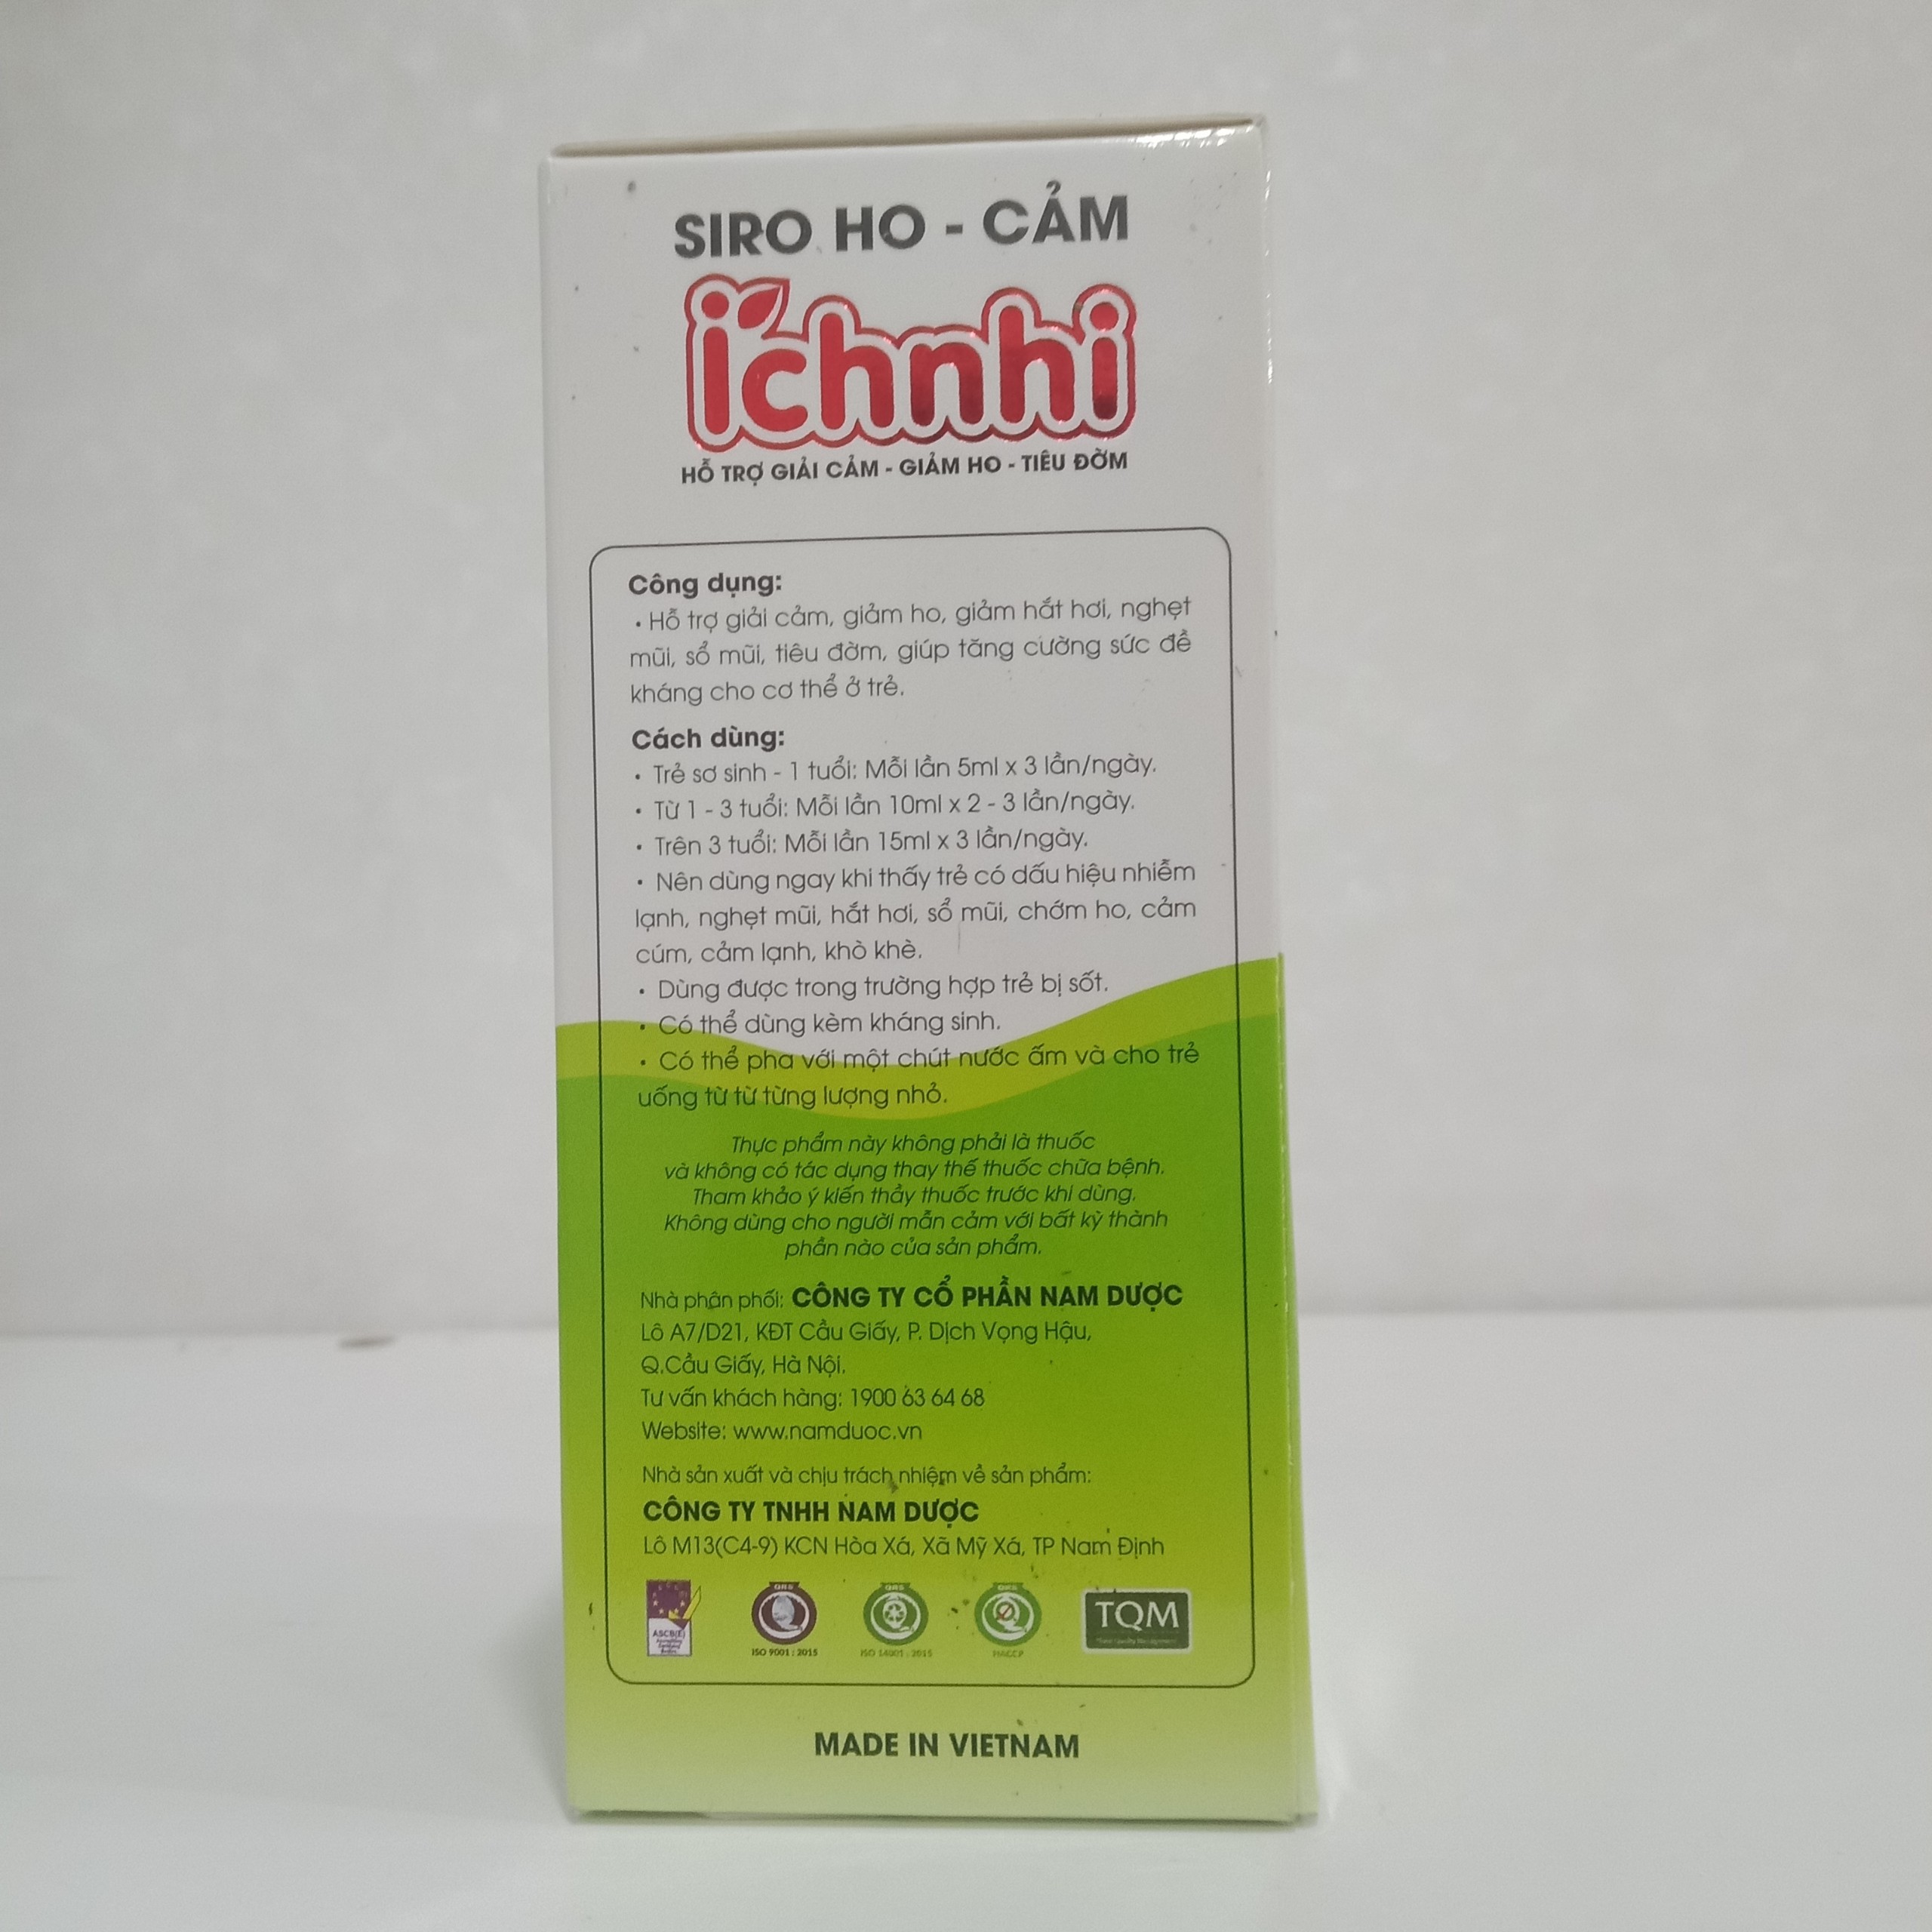 SIRO HO - CẢM
ichnhi
HỖ TRỢ GIẢI CẢM - GIẢM HO - TIÊU ĐỜM
Công dụng:
• Hỗ trợ giải cảm, giảm ho, giảm hắt hơi, nghẹt
mũi, sổ mũi, tiêu đờm, giúp tăng cường sức đề
kháng cho cơ thể ở trẻ.
Cách dùng:
• Trẻ sơ sinh - 1 tuổi: Mỗi lần 5ml x 3 lần/ngày.
• Từ 1 - 3 tuổi: Mỗi lần 10ml x 2 - 3 lần/ngày.
• Trên 3 tuổi: Mỗi lần 15ml x 3 lần/ngày.
• Nên dùng ngay khi thấy trẻ có dấu hiệu nhiễm
lạnh, nghẹt mũi, hắt hơi, sổ mũi, chớm ho, cảm
cúm, cảm lạnh, khò khè.
• Dùng được trong trường hợp trẻ bị sốt.
• Có thể dùng kèm kháng sinh.
• Có thể pha với một chút nước ấm và cho trẻ
uống từ từ từng lượng nhỏ.
Thực phẩm này không phải là thuốc
và không có tác dụng thay thế thuốc chữa bệnh.
Tham khảo ý kiến thầy thuốc trước khi dùng.
Không dùng cho người mẫn cảm với bất kỳ thành
phần nào của sản phẩm.
Nhà phân phối: CÔNG TY CỔ PHẦN NAM DƯỢC
Lô A7/D21, KĐT Cầu Giấy, P. Dịch Vọng Hậu,
Q.Cầu Giấy, Hà Nội.
Tư vấn khách hàng: 1900 63 64 68
Website: www.namduoc.vn
Nhà sản xuất và chịu trách nhiệm về sản phẩm:
CÔNG TY TNHH NAM DƯỢC
Lô M13(C4-9) KCN Hòa Xá, Xã Mỹ Xá, TP Nam Định
ASCB(E)
QRS
ISO 9001 : 2015
QRS
ISO 14001 : 2015
QRS
HACCP
TQM
MADE IN VIETNAM